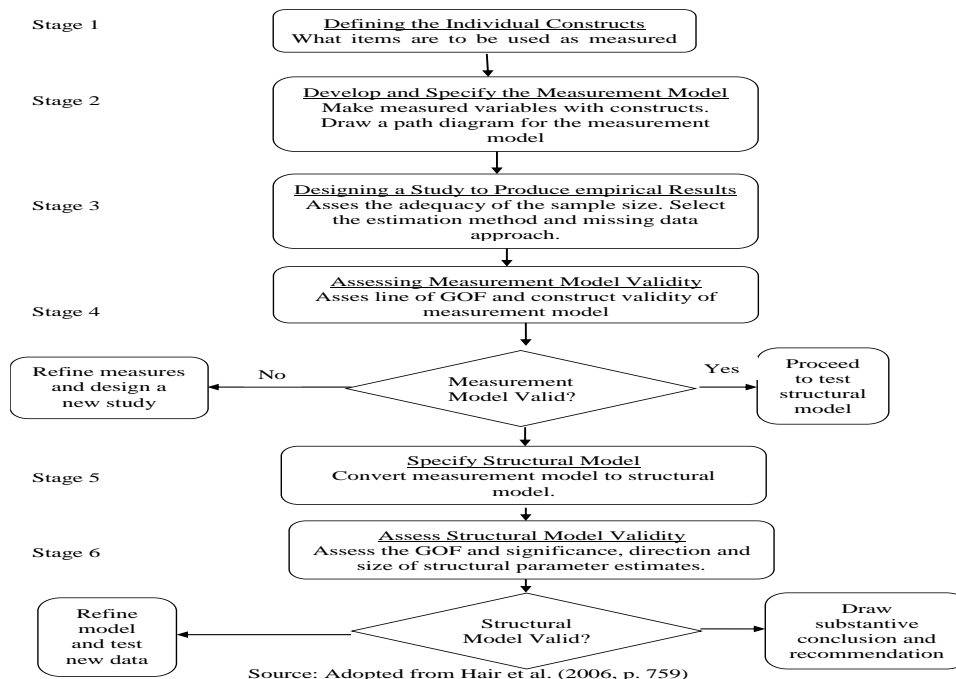 Stage 1
Defining the Individual Constructs
What items are to be used as measured
Stage 2
Develop and Specify the Measurement Model
Make measured variables with constructs.
Draw a path diagram for the measurement
model
Stage 3
Designing a Study to Produce empirical Results
Asses the adequacy of the sample size. Select
the estimation method and missing data
approach.
Stage 4
Assessing Measurement Model Validity
Asses line of GOF and construct validity of
measurement model
Refine measures
and design a
new study
No
Measurement
Model Valid?
Yes
Proceed
to test
structural
model
Stage 5
Specify Structural Model
Convert measurement model to structural
model.
Stage 6
Assess Structural Model Validity
Assess the GOF and significance, direction and
size of structural parameter estimates.
Refine
model
and test
new data
Structural
Model Valid?
Draw
substantive
conclusion and
recommendation
Source: Adopted from Hair et al. (2006, p. 759)